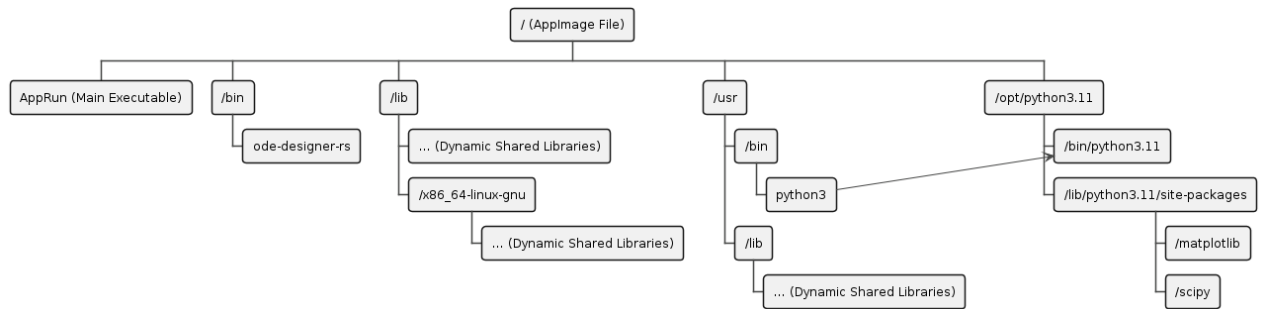 / (AppImage File)
AppRun (Main Executable)
/bin
ode-designer-rs
/lib
... (Dynamic Shared Libraries)
/x86_64-linux-gnu
... (Dynamic Shared Libraries)
/usr
/bin
python3
/lib
... (Dynamic Shared Libraries)
/opt/python3.11
/bin/python3.11
/lib/python3.11/site-packages
/matplotlib
/scipy